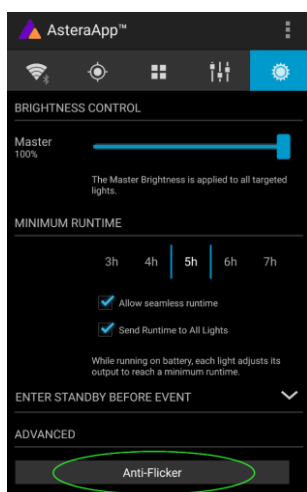 AsteraApp™
BRIGHTNESS CONTROL
Master
100%
The Master Brightness is applied to all targeted
lights.
MINIMUM RUNTIME
3h 4h 5h 6h 7h
Allow seamless runtime
Send Runtime to All Lights
While running on battery, each light adjusts its
output to reach a minimum runtime.
ENTER STANDBY BEFORE EVENT
ADVANCED
Anti-Flicker